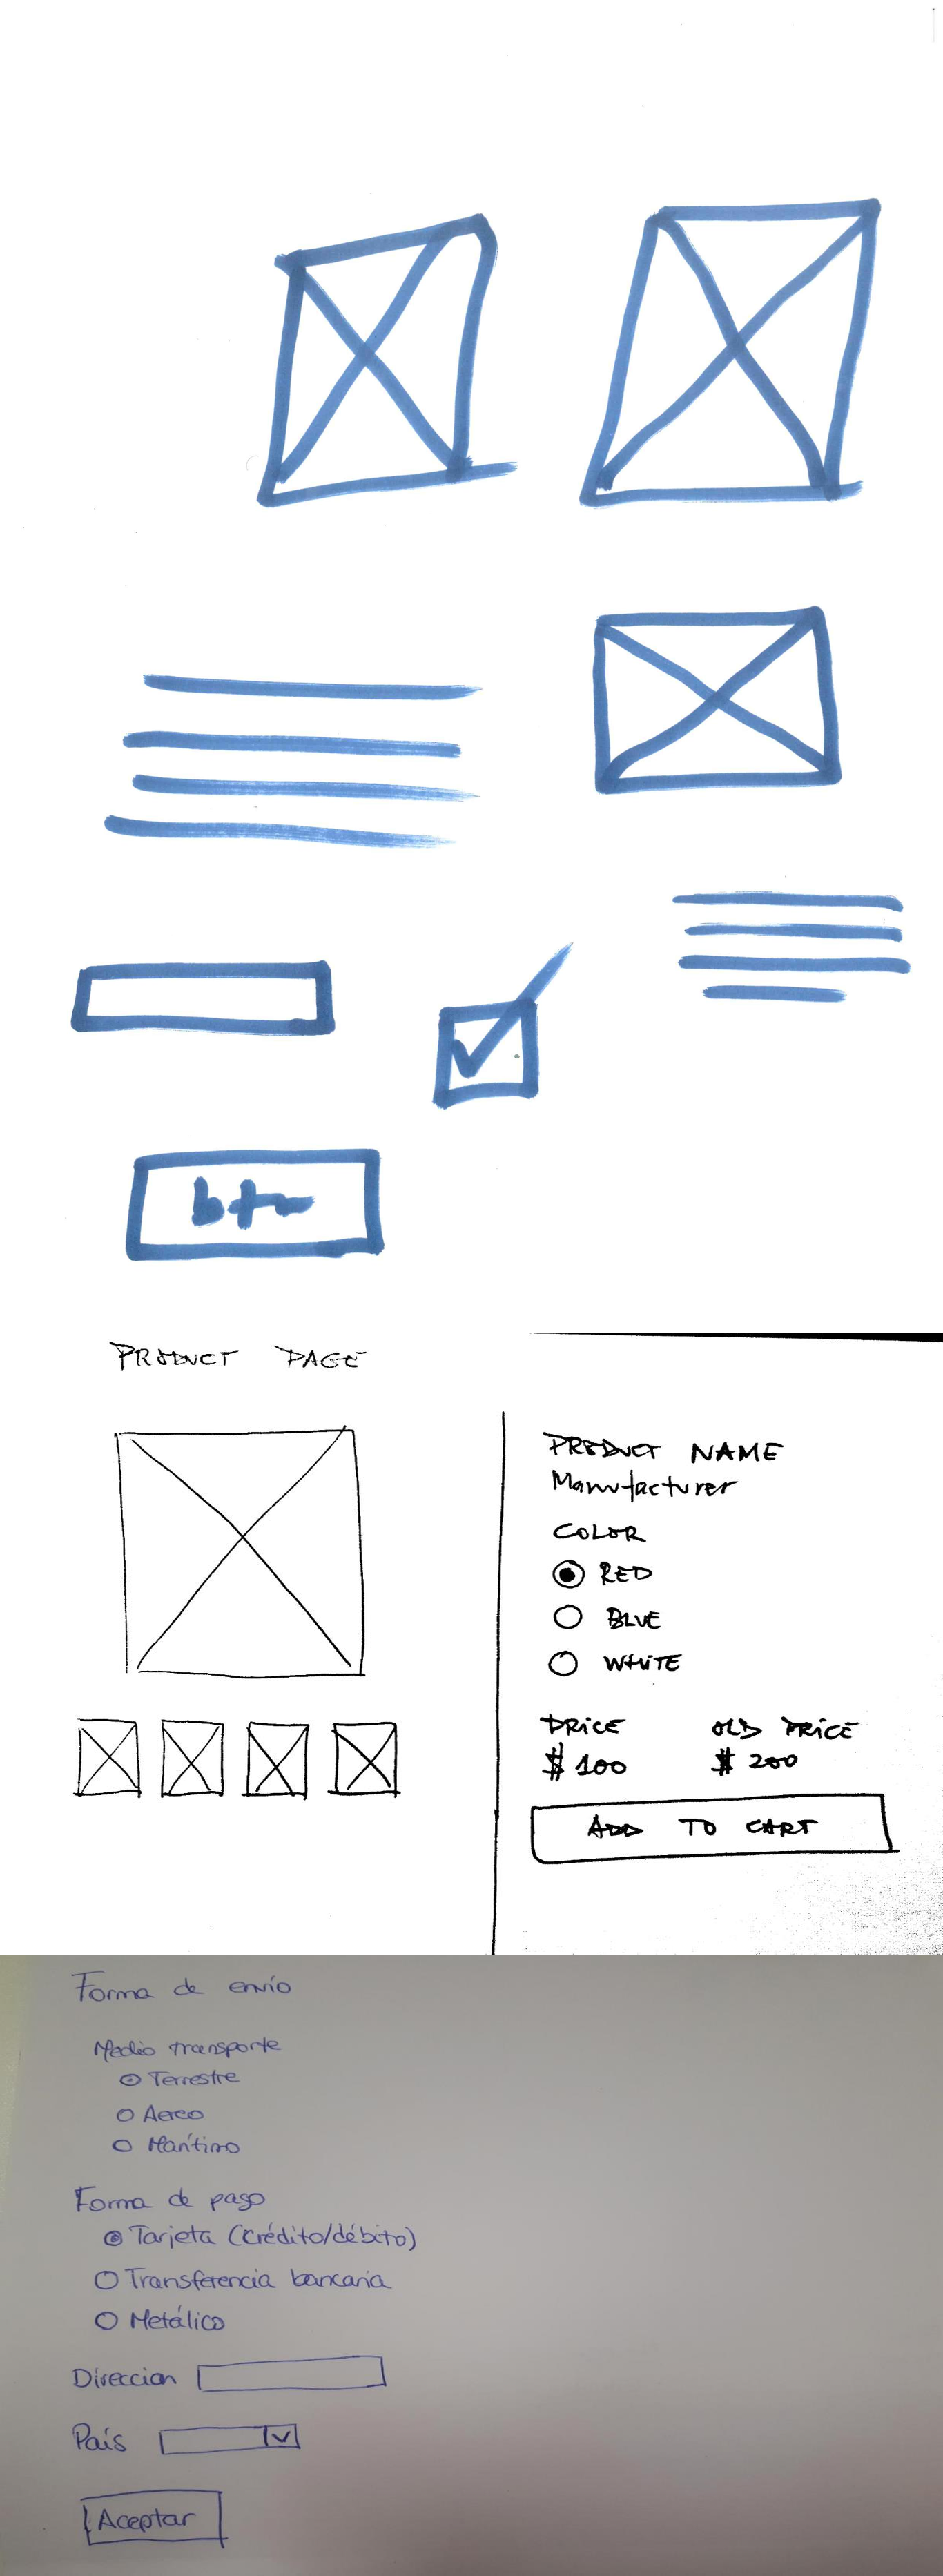 btn
PRODUCT PAGE
PRODUCT NAME
Manufacturer
COLOR
RED
BLUE
WHITE
PRICE OLD PRICE
$100 $200
ADD TO CART
Forma de envío
Medio transporte
Terrestre
Aereo
Marítimo
Forma de pago
Tarjeta (crédito/débito)
Transferencia bancaria
Metálico
Direccion
País
Aceptar